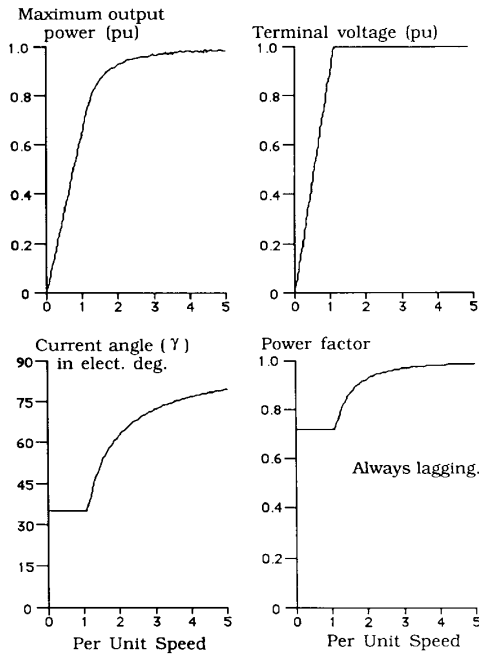 Maximum output
power (pu)
1.0
0.8
0.6
0.4
0.2
0
0 1 2 3 4 5
Terminal voltage (pu)
1.0
0.8
0.6
0.4
0.2
0
0 1 2 3 4 5
Current angle (γ)
in elect. deg.
90
75
60
45
30
15
0
0 1 2 3 4 5
Per Unit Speed
Power factor
1.0
0.8
0.6
0.4
0.2
0
Always lagging.
0 1 2 3 4 5
Per Unit Speed